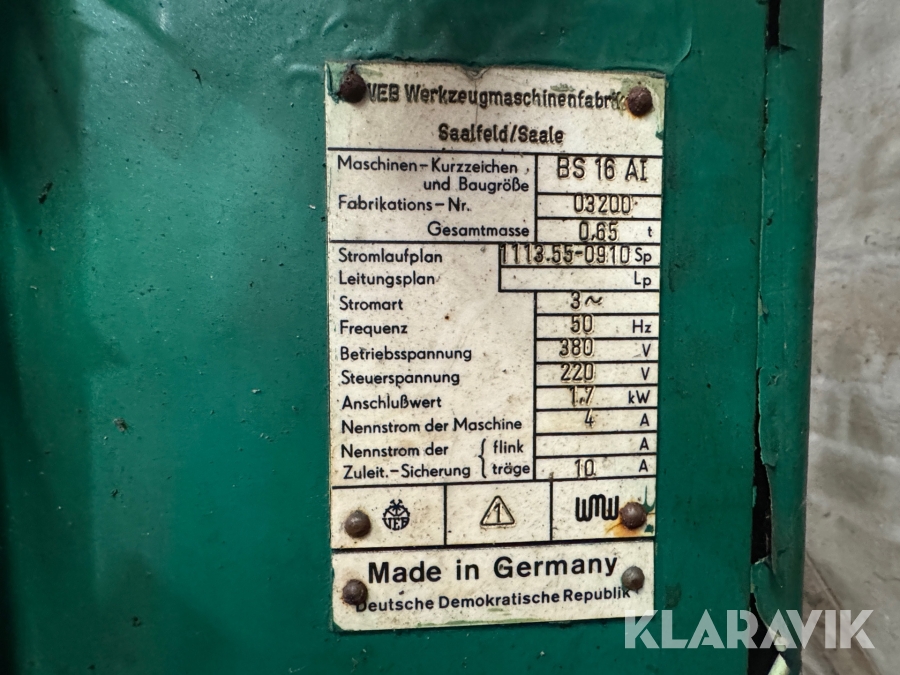 VEB Werkzeugmaschinenfabrik
Saalfeld/Saale
Maschinen-Kurzzeichen und Baugröße BS 16 AI
Fabrikations-Nr. 03200
Gesamtmasse 0,65 t
Stromlaufplan 1113.55-0910 Sp
Leitungsplan Lp
Stromart 3~
Frequenz 50 Hz
Betriebsspannung 380 V
Steuerspannung 220 V
Anschlußwert 1,7 kW
Nennstrom der Maschine 4 A
Nennstrom der { flink A
Zuleit.-Sicherung { träge 10 A
VEB 1 WMW
Made in Germany
Deutsche Demokratische Republik
KLARAVIK